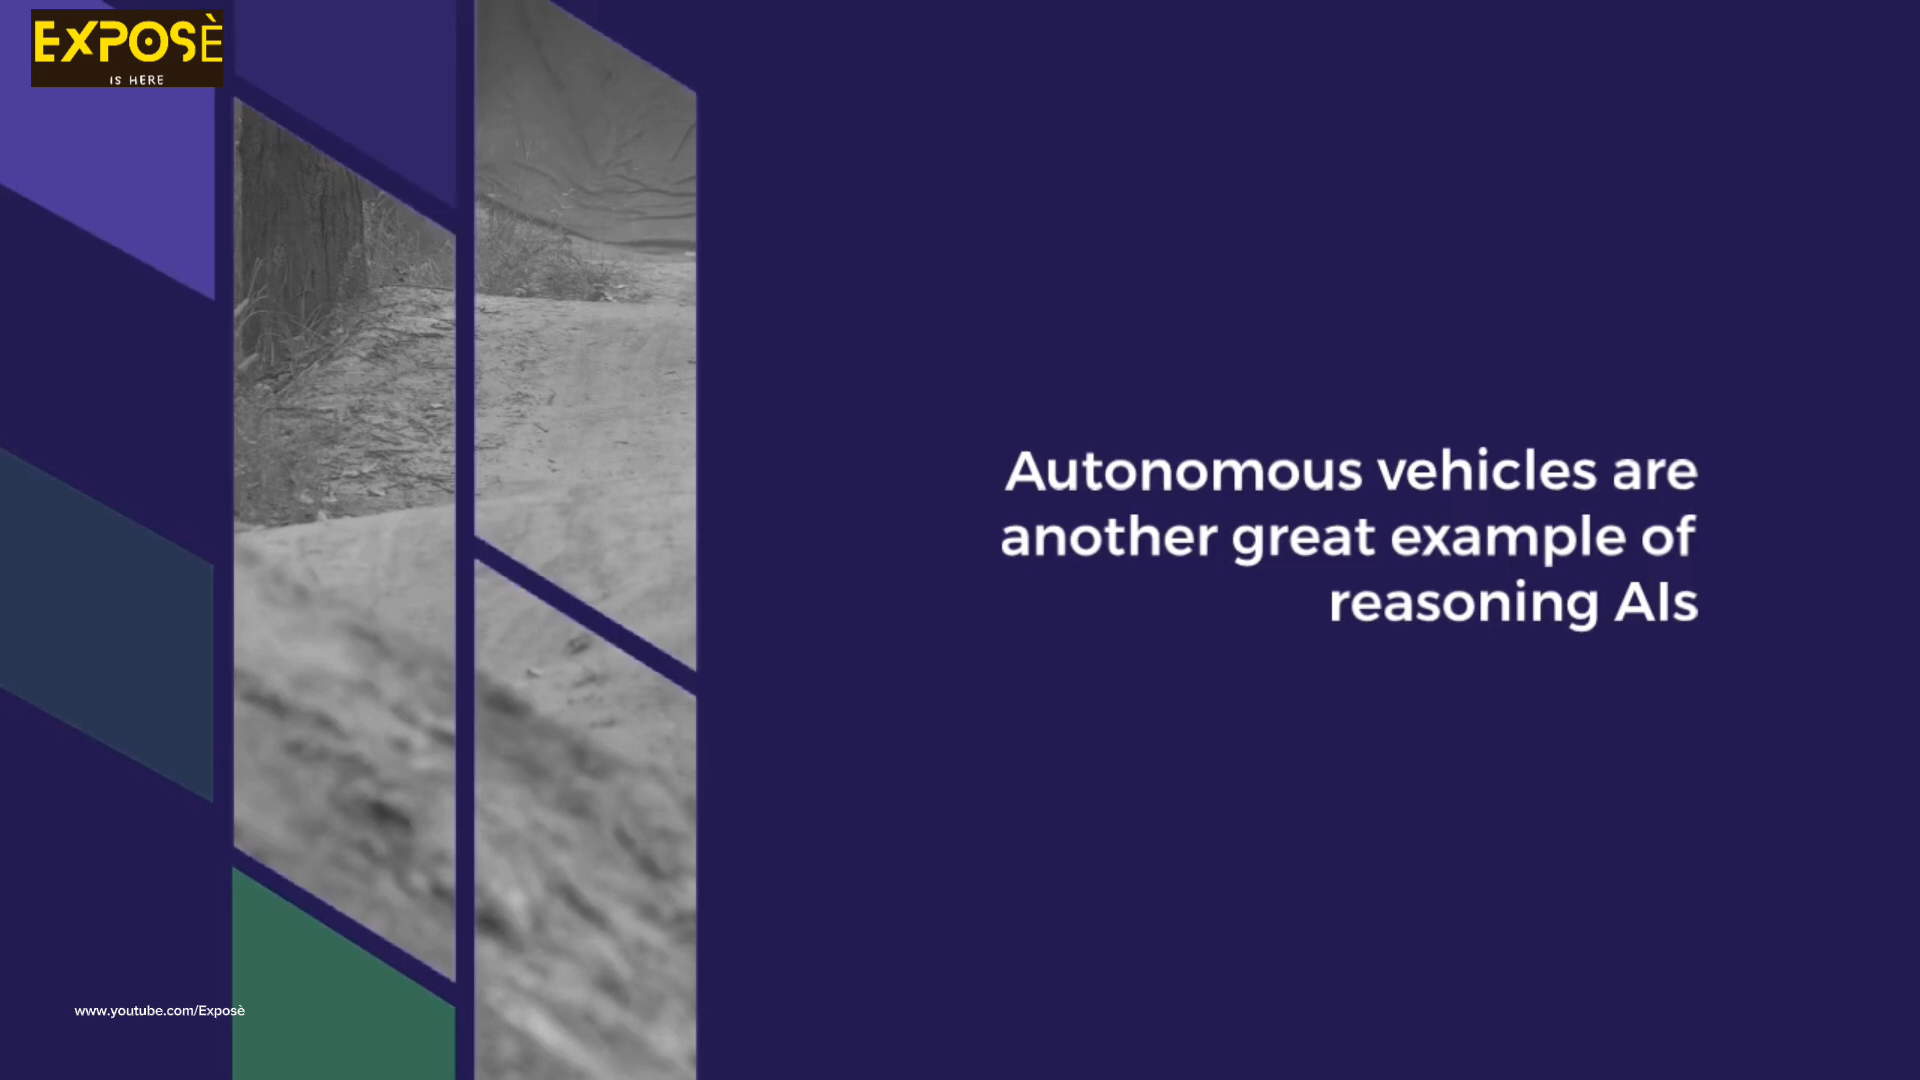 EXPOSÈ
IS HERE
Autonomous vehicles are
another great example of
reasoning AIs
www.youtube.com/Exposè